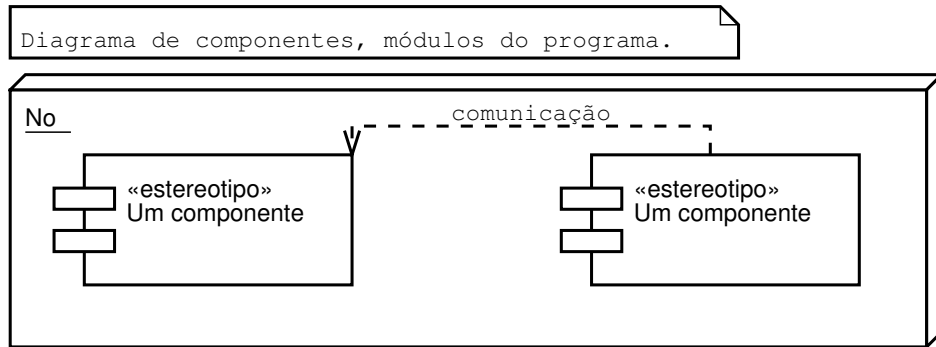 Diagrama de componentes, módulos do programa.
No
comunicação
«estereotipo»
Um componente
«estereotipo»
Um componente